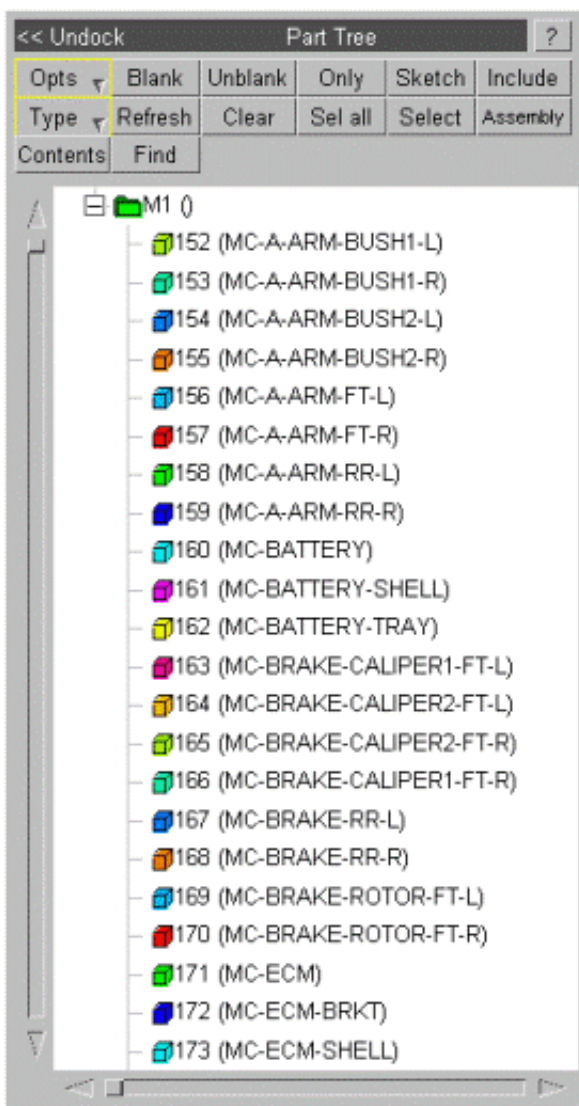 << Undock Part Tree ?
Opts Blank Unblank Only Sketch Include
Type Refresh Clear Sel all Select Assembly
Contents Find
M1 ()
152 (MC-A-ARM-BUSH1-L)
153 (MC-A-ARM-BUSH1-R)
154 (MC-A-ARM-BUSH2-L)
155 (MC-A-ARM-BUSH2-R)
156 (MC-A-ARM-FT-L)
157 (MC-A-ARM-FT-R)
158 (MC-A-ARM-RR-L)
159 (MC-A-ARM-RR-R)
160 (MC-BATTERY)
161 (MC-BATTERY-SHELL)
162 (MC-BATTERY-TRAY)
163 (MC-BRAKE-CALIPER1-FT-L)
164 (MC-BRAKE-CALIPER2-FT-L)
165 (MC-BRAKE-CALIPER2-FT-R)
166 (MC-BRAKE-CALIPER1-FT-R)
167 (MC-BRAKE-RR-L)
168 (MC-BRAKE-RR-R)
169 (MC-BRAKE-ROTOR-FT-L)
170 (MC-BRAKE-ROTOR-FT-R)
171 (MC-ECM)
172 (MC-ECM-BRKT)
173 (MC-ECM-SHELL)